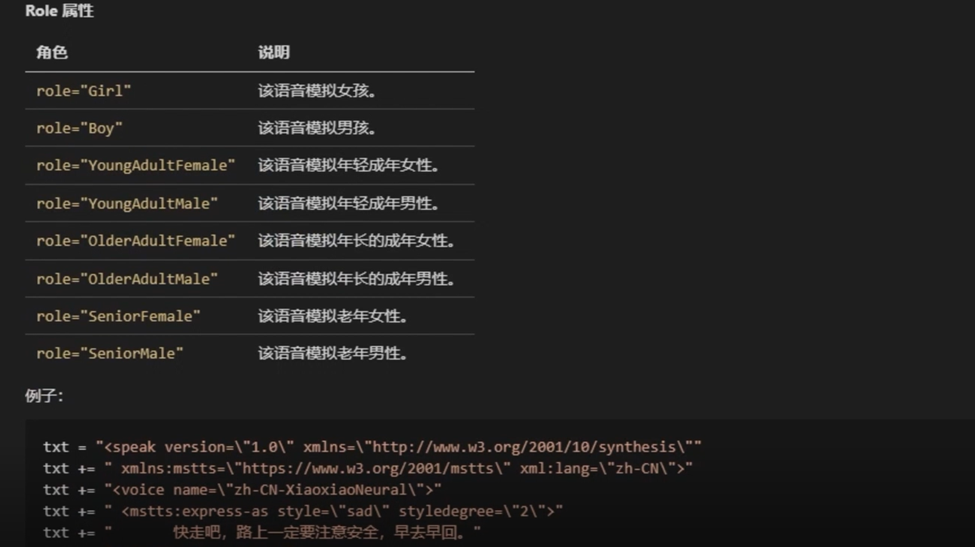 Role 属性
角色 说明
role="Girl" 该语音模拟女孩。
role="Boy" 该语音模拟男孩。
role="YoungAdultFemale" 该语音模拟年轻成年女性。
role="YoungAdultMale" 该语音模拟年轻成年男性。
role="OlderAdultFemale" 该语音模拟年长的成年女性。
role="OlderAdultMale" 该语音模拟年长的成年男性。
role="SeniorFemale" 该语音模拟老年女性。
role="SeniorMale" 该语音模拟老年男性。
例子：
txt = "<speak version=\"1.0\" xmlns=\"http://www.w3.org/2001/10/synthesis\""
txt += " xmlns:mstts=\"https://www.w3.org/2001/mstts\" xml:lang=\"zh-CN\">"
txt += "<voice name=\"zh-CN-XiaoxiaoNeural\">"
txt += " <mstts:express-as style=\"sad\" styledegree=\"2\">"
txt += " 快走吧，路上一定要注意安全，早去早回。"